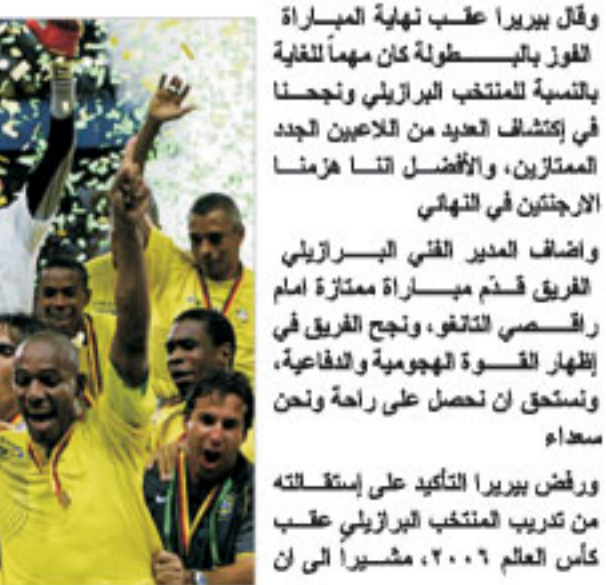 وقال بيريرا عقب نهاية المباراة
الفوز بالبطولة كان مهماً للغاية
بالنسبة للمنتخب البرازيلي ونجحنا
في إكتشاف العديد من اللاعبين الجدد
الممتازين، والأفضل اننا هزمنا
الارجنتين في النهائي
واضاف المدير الفني البرازيلي
الفريق قدّم مباراة ممتازة امام
راقصي التانغو، ونجح الفريق في
إظهار القوة الهجومية والدفاعية،
ونستحق ان نحصل على راحة ونحن
سعداء
ورفض بيريرا التأكيد على إستقالته
من تدريب المنتخب البرازيلي عقب
كأس العالم ٢٠٠٦، مشيراً الى ان